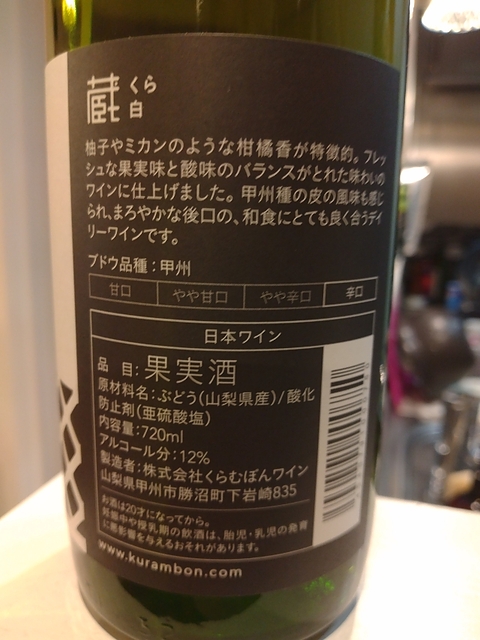 蔵 くら
白
柚子やミカンのような柑橘香が特徴的。フレッ
シュな果実味と酸味のバランスがとれた味わいの
ワインに仕上げました。甲州種の皮の風味も感じ
られ、まろやかな後口の、和食にとても良く合うデイ
リーワインです。
ブドウ品種：甲州
甘口 やや甘口 やや辛口 辛口
日本ワイン
品 目：果実酒
原材料名：ぶどう(山梨県産)/酸化
防止剤(亜硫酸塩)
内容量：720ml
アルコール分：12%
製造者：株式会社くらむぼんワイン
山梨県甲州市勝沼町下岩崎835
お酒は20才になってから。
妊娠中や授乳期の飲酒は、胎児・乳児の発育
に悪影響を与えるおそれがあります。
www.kurambon.com